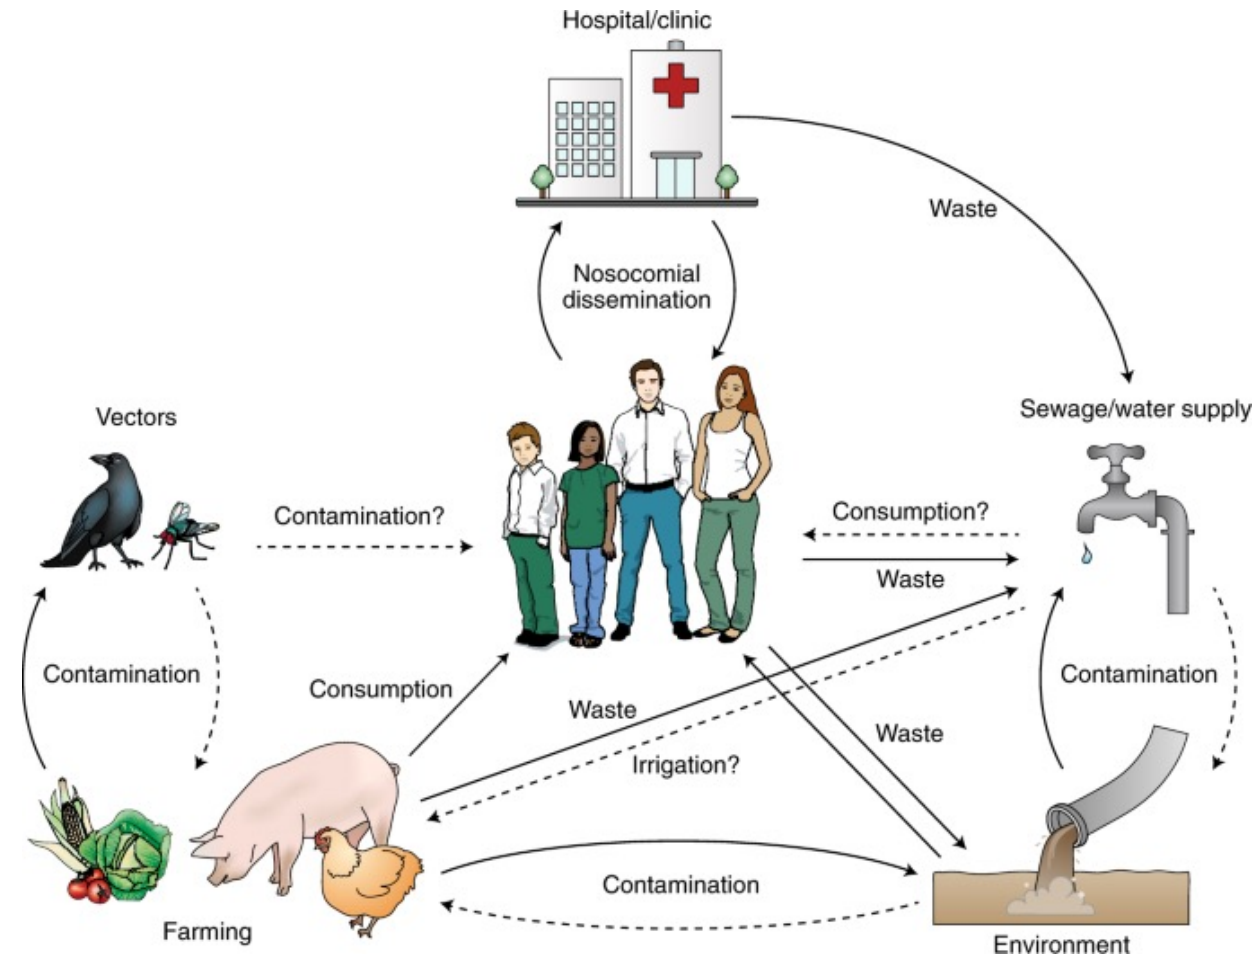 Hospital/clinic
Waste
Nosocomial
dissemination
Vectors
Sewage/water supply
Contamination?
Consumption?
Waste
Contamination
Contamination
Consumption
Waste
Waste
Irrigation?
Contamination
Farming
Environment